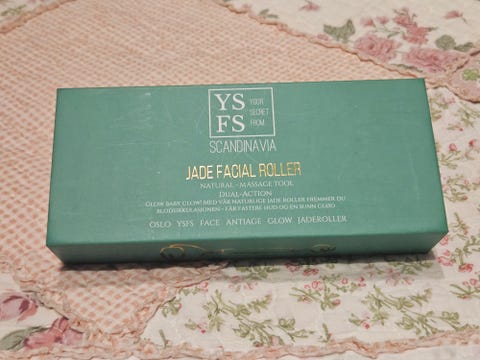 YS
FS
YOUR
SECRET
FROM
SCANDINAVIA
JADE FACIAL ROLLER
NATURAL - MASSAGE TOOL
DUAL-ACTION
GLOW BABY GLOW! MED VÅR NATURLIGE JADE ROLLER FREMMER DU
BLODSIRKULASJONEN - FÅR FASTERE HUD OG EN SUNN GLØD
OSLO YSFS FACE ANTIAGE GLOW JADEROLLER